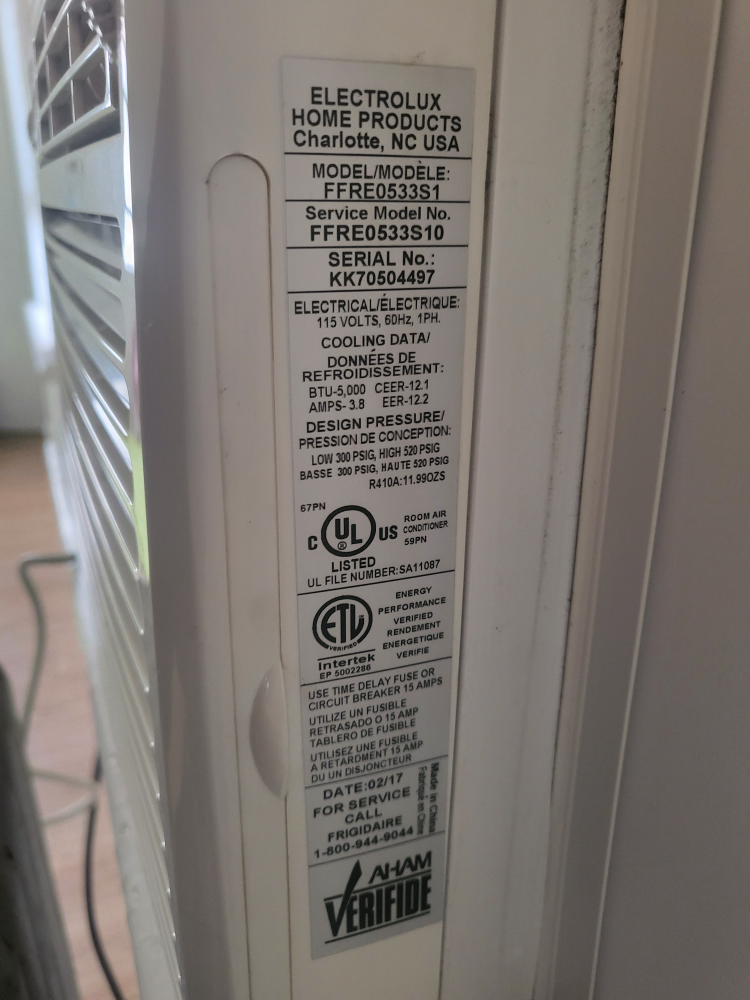 ELECTROLUX
HOME PRODUCTS
Charlotte, NC USA
MODEL/MODÈLE:
FFRE0533S1
Service Model No.
FFRE0533S10
SERIAL No.:
KK70504497
ELECTRICAL/ÉLECTRIQUE:
115 VOLTS, 60Hz, 1PH.
COOLING DATA/
DONNÉES DE
REFROIDISSEMENT:
BTU-5,000 CEER-12.1
AMPS- 3.8 EER-12.2
DESIGN PRESSURE/
PRESSION DE CONCEPTION:
LOW 300 PSIG, HIGH 520 PSIG
BASSE 300 PSIG, HAUTE 520 PSIG
R410A:11.99OZS
67PN
C UL ® US
ROOM AIR
CONDITIONER
59PN
LISTED
UL FILE NUMBER:SA11087
ETL
VERIFIED
Intertek
EP 5002286
ENERGY
PERFORMANCE
VERIFIED
RENDEMENT
ENERGETIQUE
VERIFIE
USE TIME DELAY FUSE OR
CIRCUIT BREAKER 15 AMPS
UTILIZE UN FUSIBLE
RETRASADO O 15 AMP
TABLERO DE FUSIBLE
UTILISEZ UNE FUSIBLE
A RETARDMENT 15 AMP
DU UN DISJONCTEUR
DATE:02/17
FOR SERVICE
CALL
FRIGIDAIRE
1-800-944-9044
Made in China
Fabriqué en Chine
AHAM
VERIFIDE